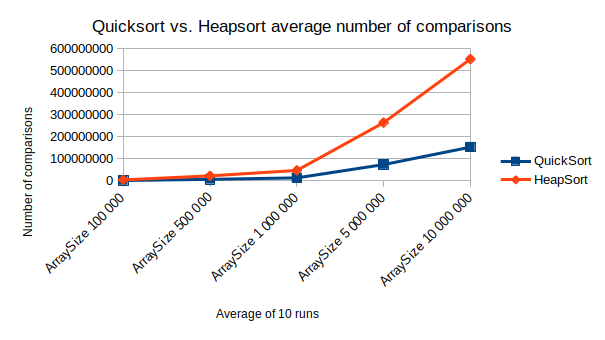 Quicksort vs. Heapsort average number of comparisons
Number of comparisons
600000000
500000000
400000000
300000000
200000000
100000000
0
ArraySize 100 000
ArraySize 500 000
ArraySize 1 000 000
ArraySize 5 000 000
ArraySize 10 000 000
QuickSort
HeapSort
Average of 10 runs